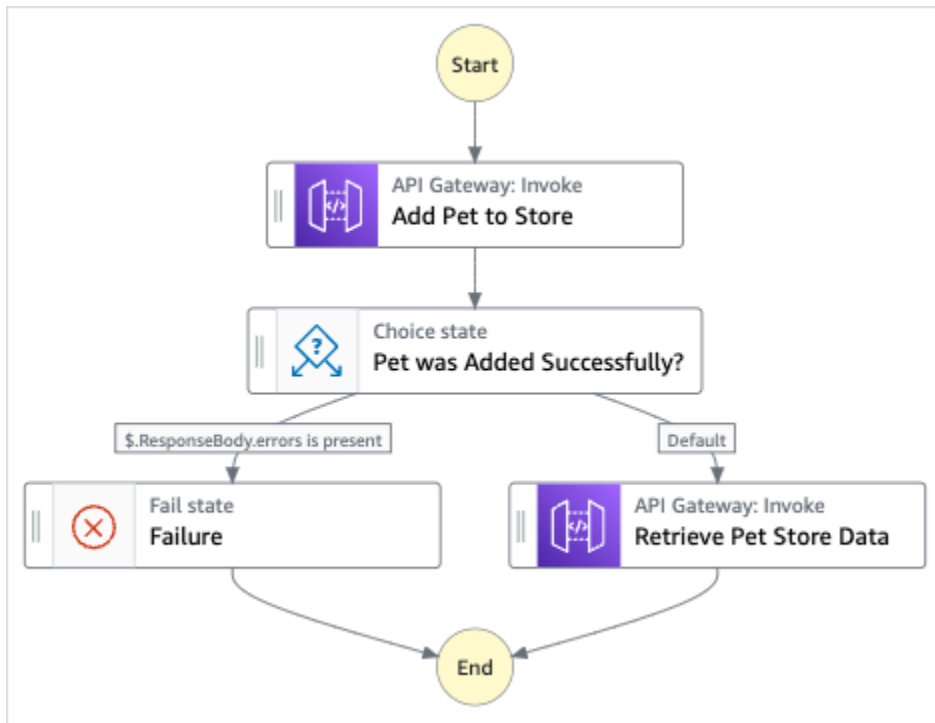 Start
API Gateway: Invoke
Add Pet to Store
Choice state
Pet was Added Successfully?
$.ResponseBody.errors is present
Default
Fail state
Failure
API Gateway: Invoke
Retrieve Pet Store Data
End